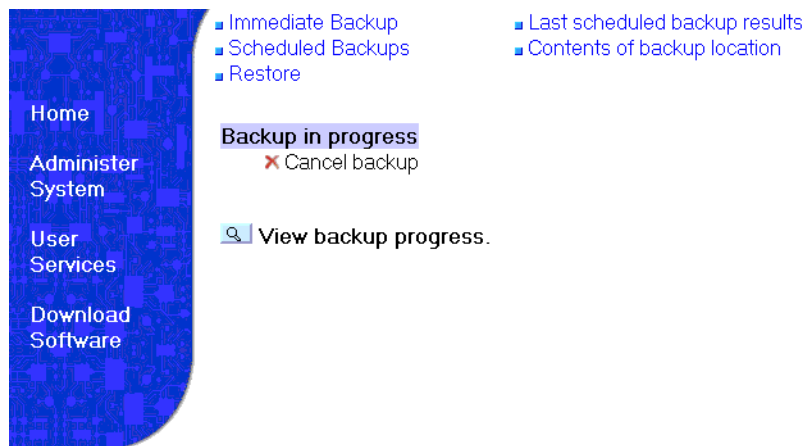 Immediate Backup
Scheduled Backups
Restore
Last scheduled backup results
Contents of backup location
Home
Administer
System
User
Services
Download
Software
Backup in progress
Cancel backup
View backup progress.